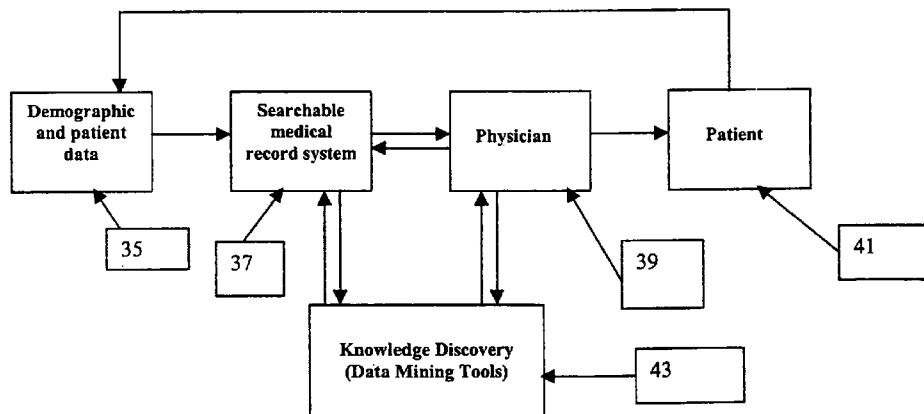 Demographic
and patient
data
Searchable
medical
record system
Physician
Patient
35
37
39
41
Knowledge Discovery
(Data Mining Tools)
43